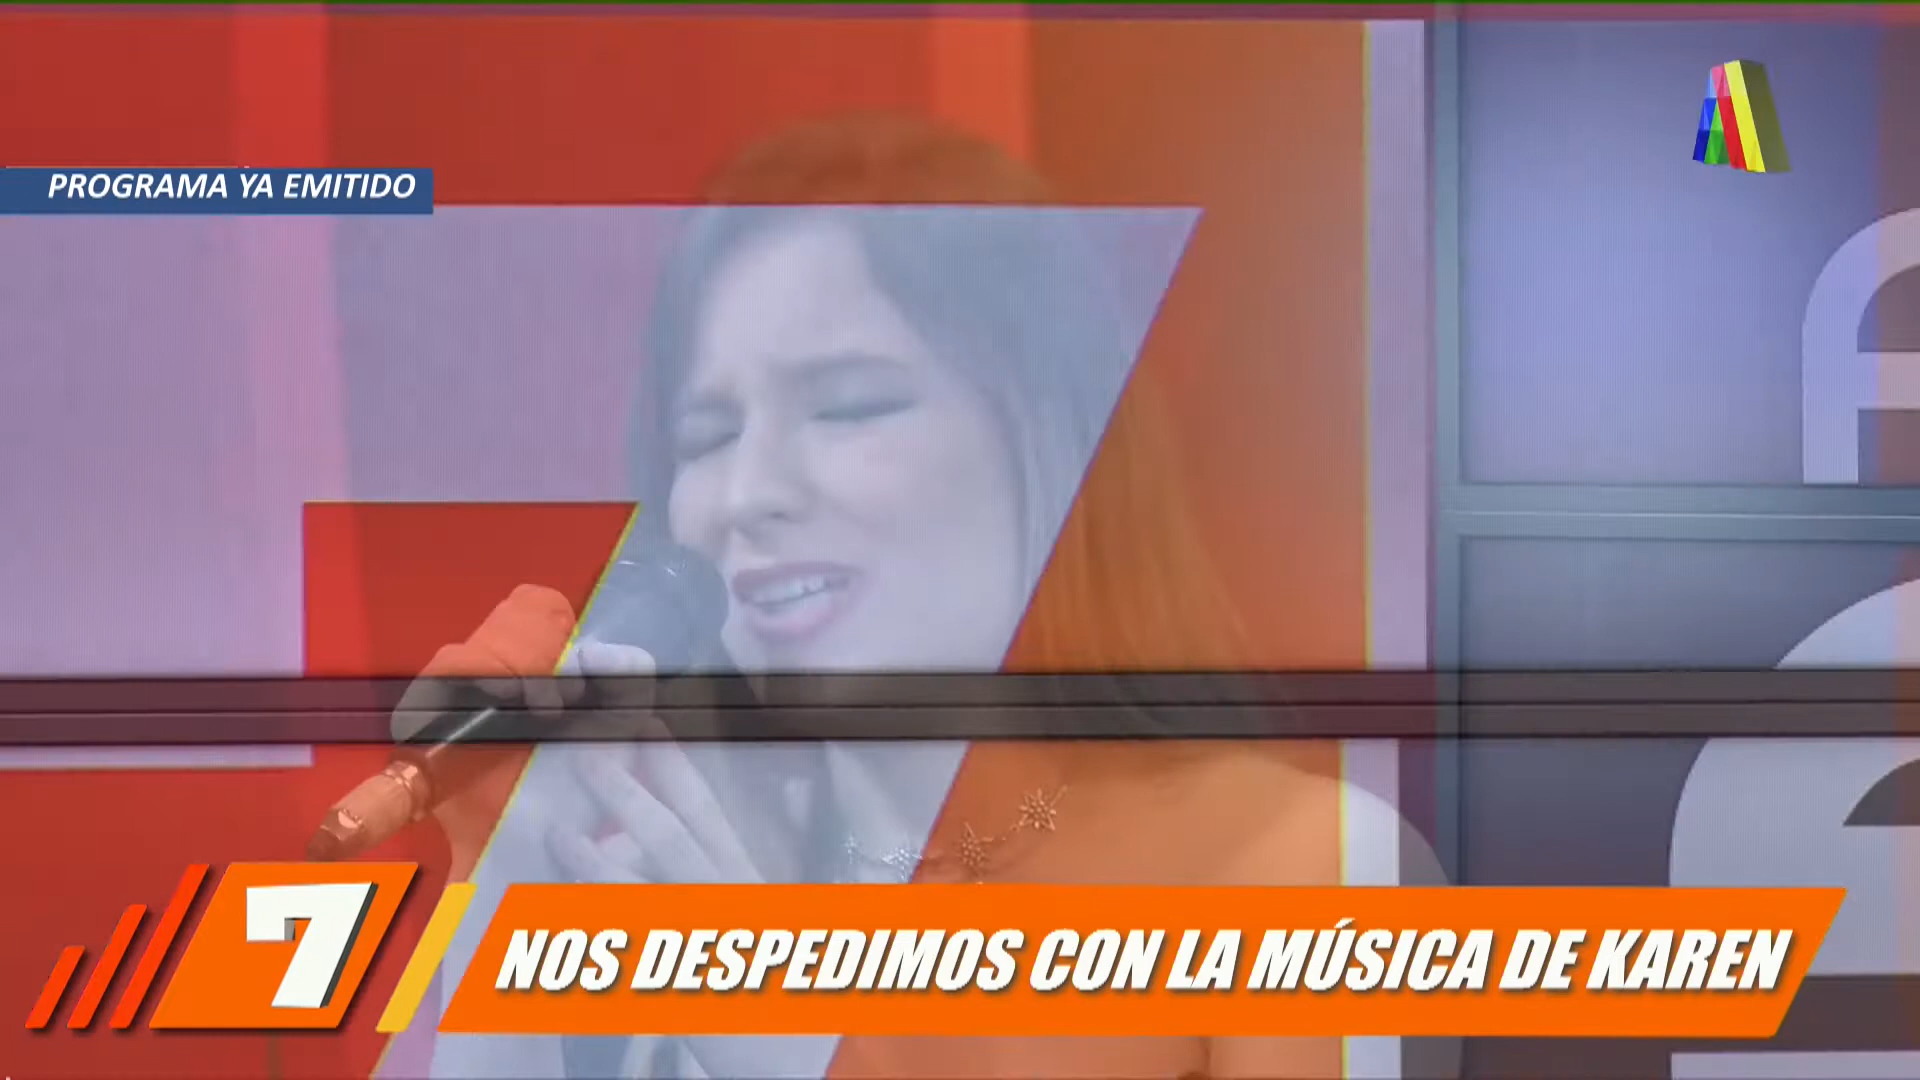 PROGRAMA YA EMITIDO
7
NOS DESPEDIMOS CON LA MÚSICA DE KAREN